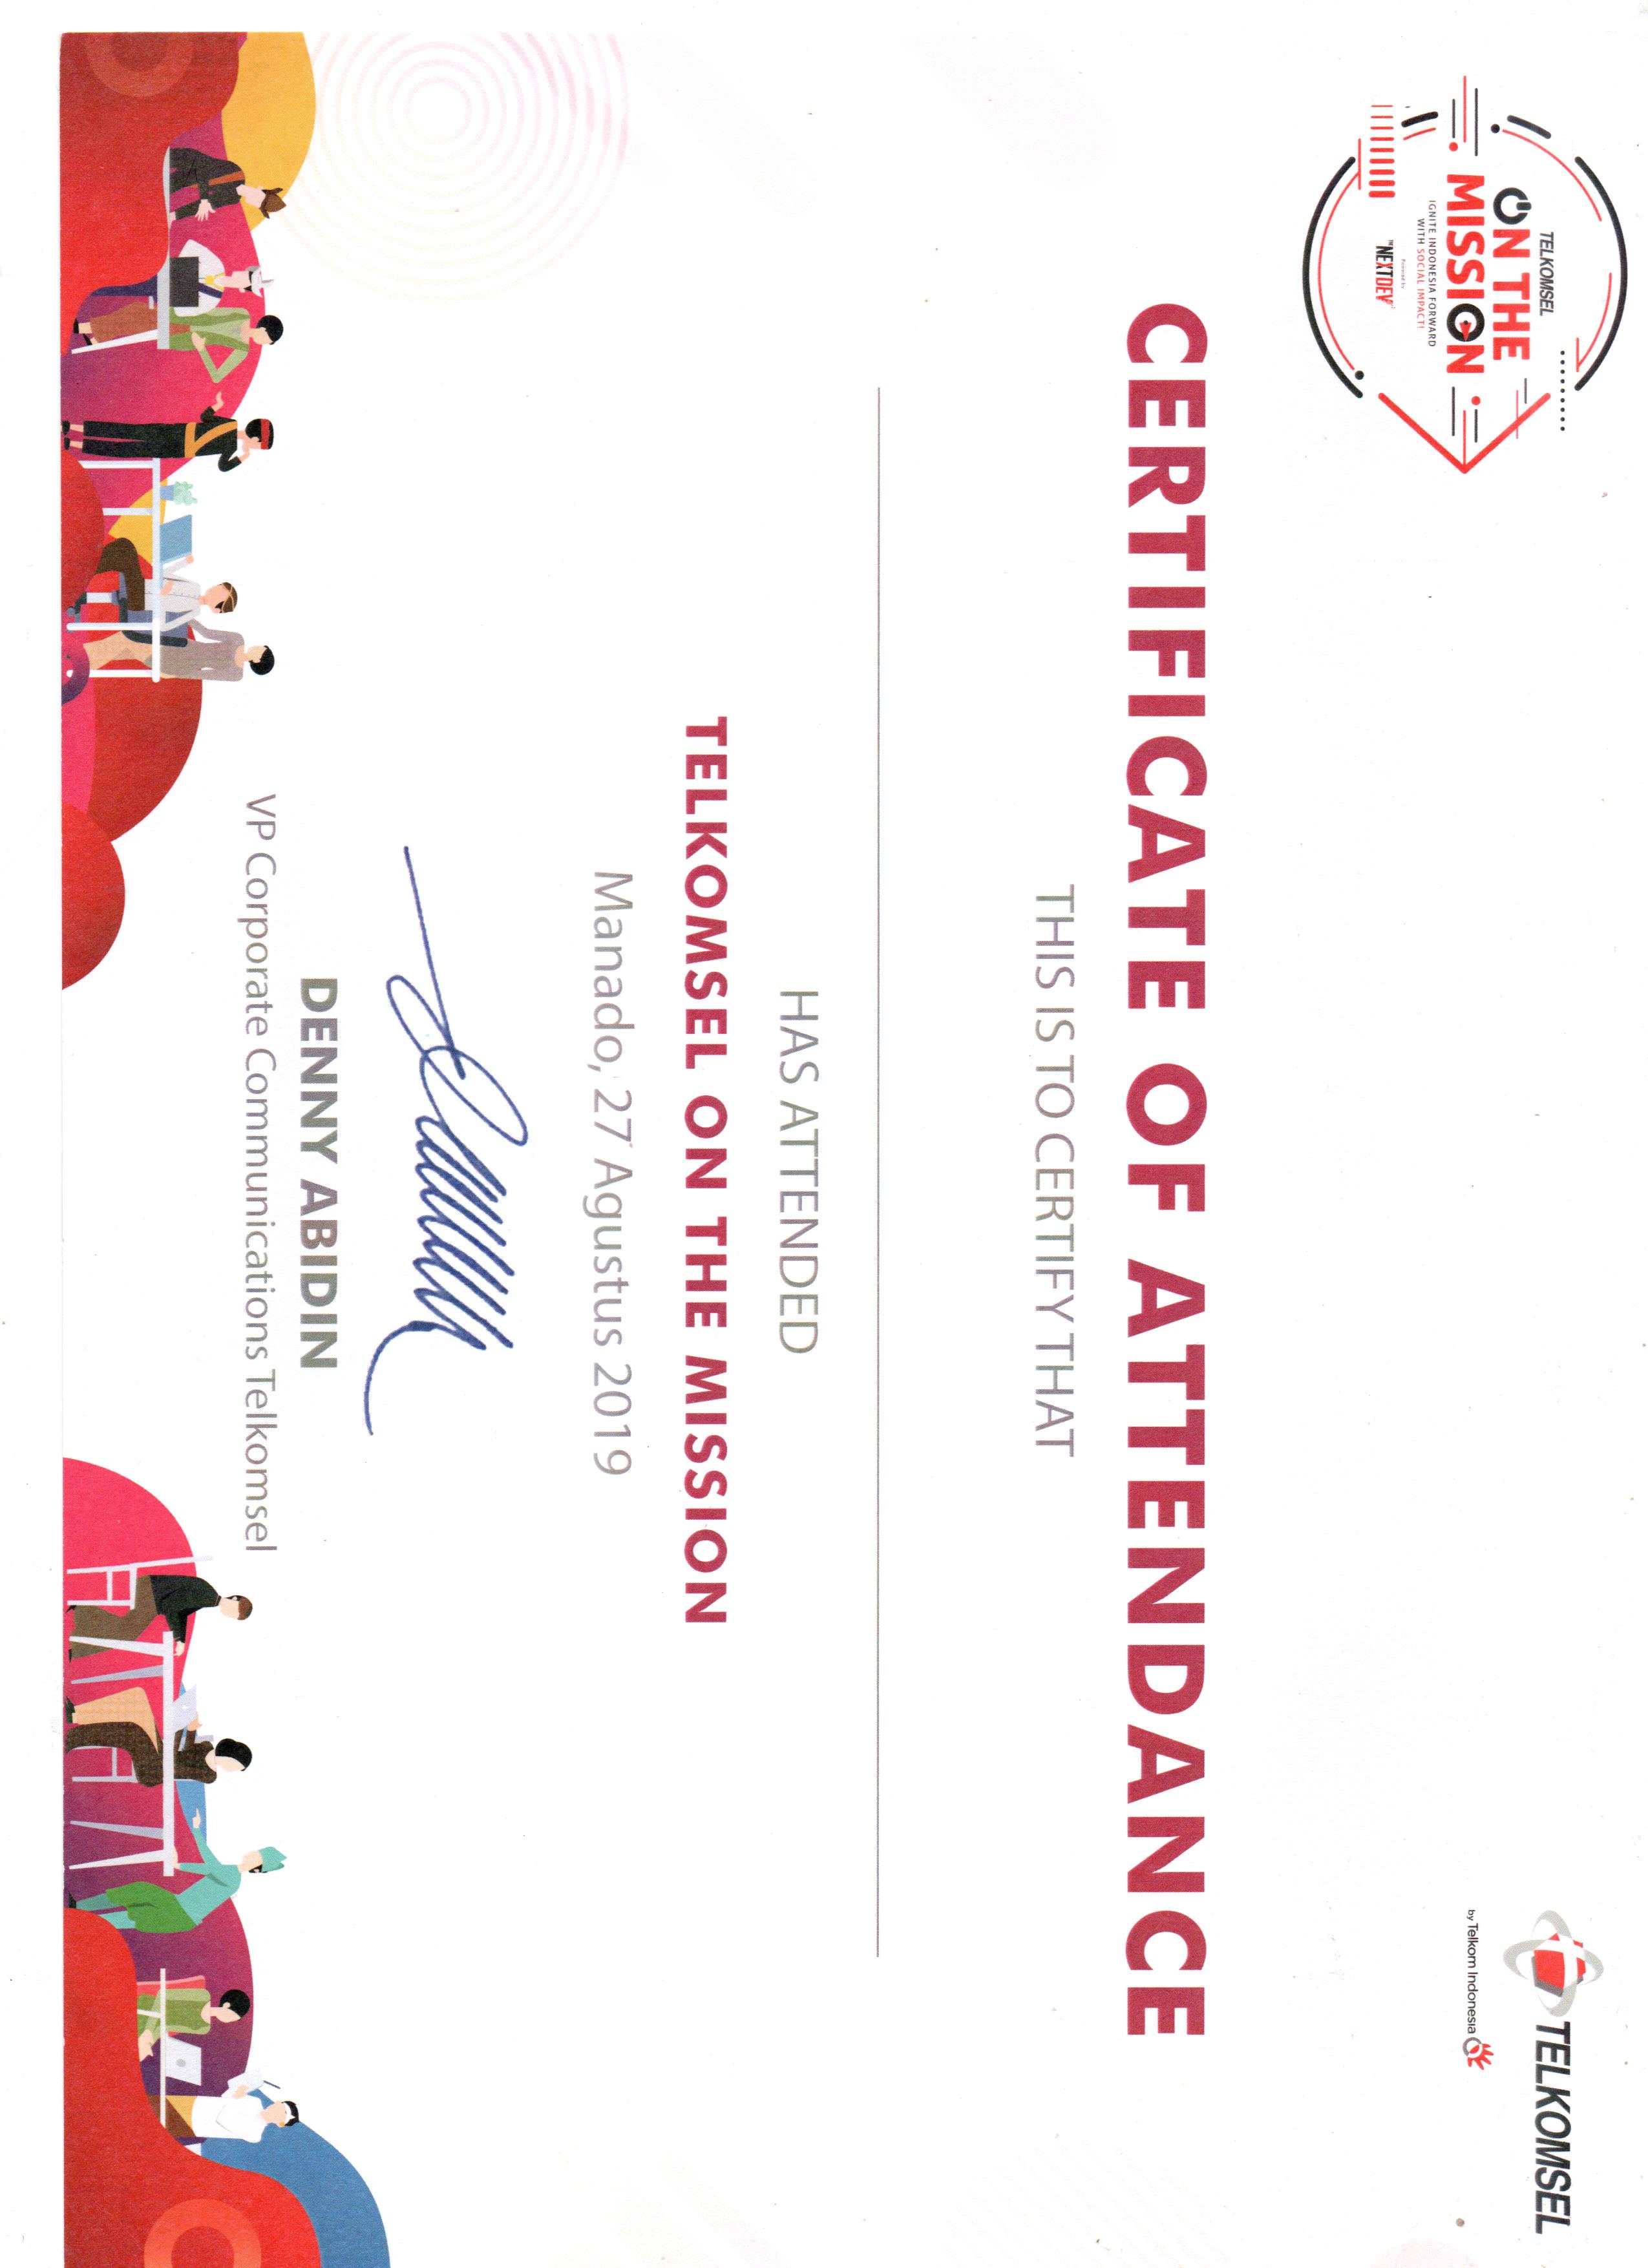 TELKOMSEL
ON THE
MISSION
IGNITE INDONESIA FORWARD
WITH SOCIAL IMPACT!
Powered by
THE NEXTDEV
TELKOMSEL
by Telkom Indonesia
CERTIFICATE OF ATTENDANCE
THIS IS TO CERTIFY THAT
HAS ATTENDED
TELKOMSEL ON THE MISSION
Manado, 27 Agustus 2019
DENNY ABIDIN
VP Corporate Communications Telkomsel